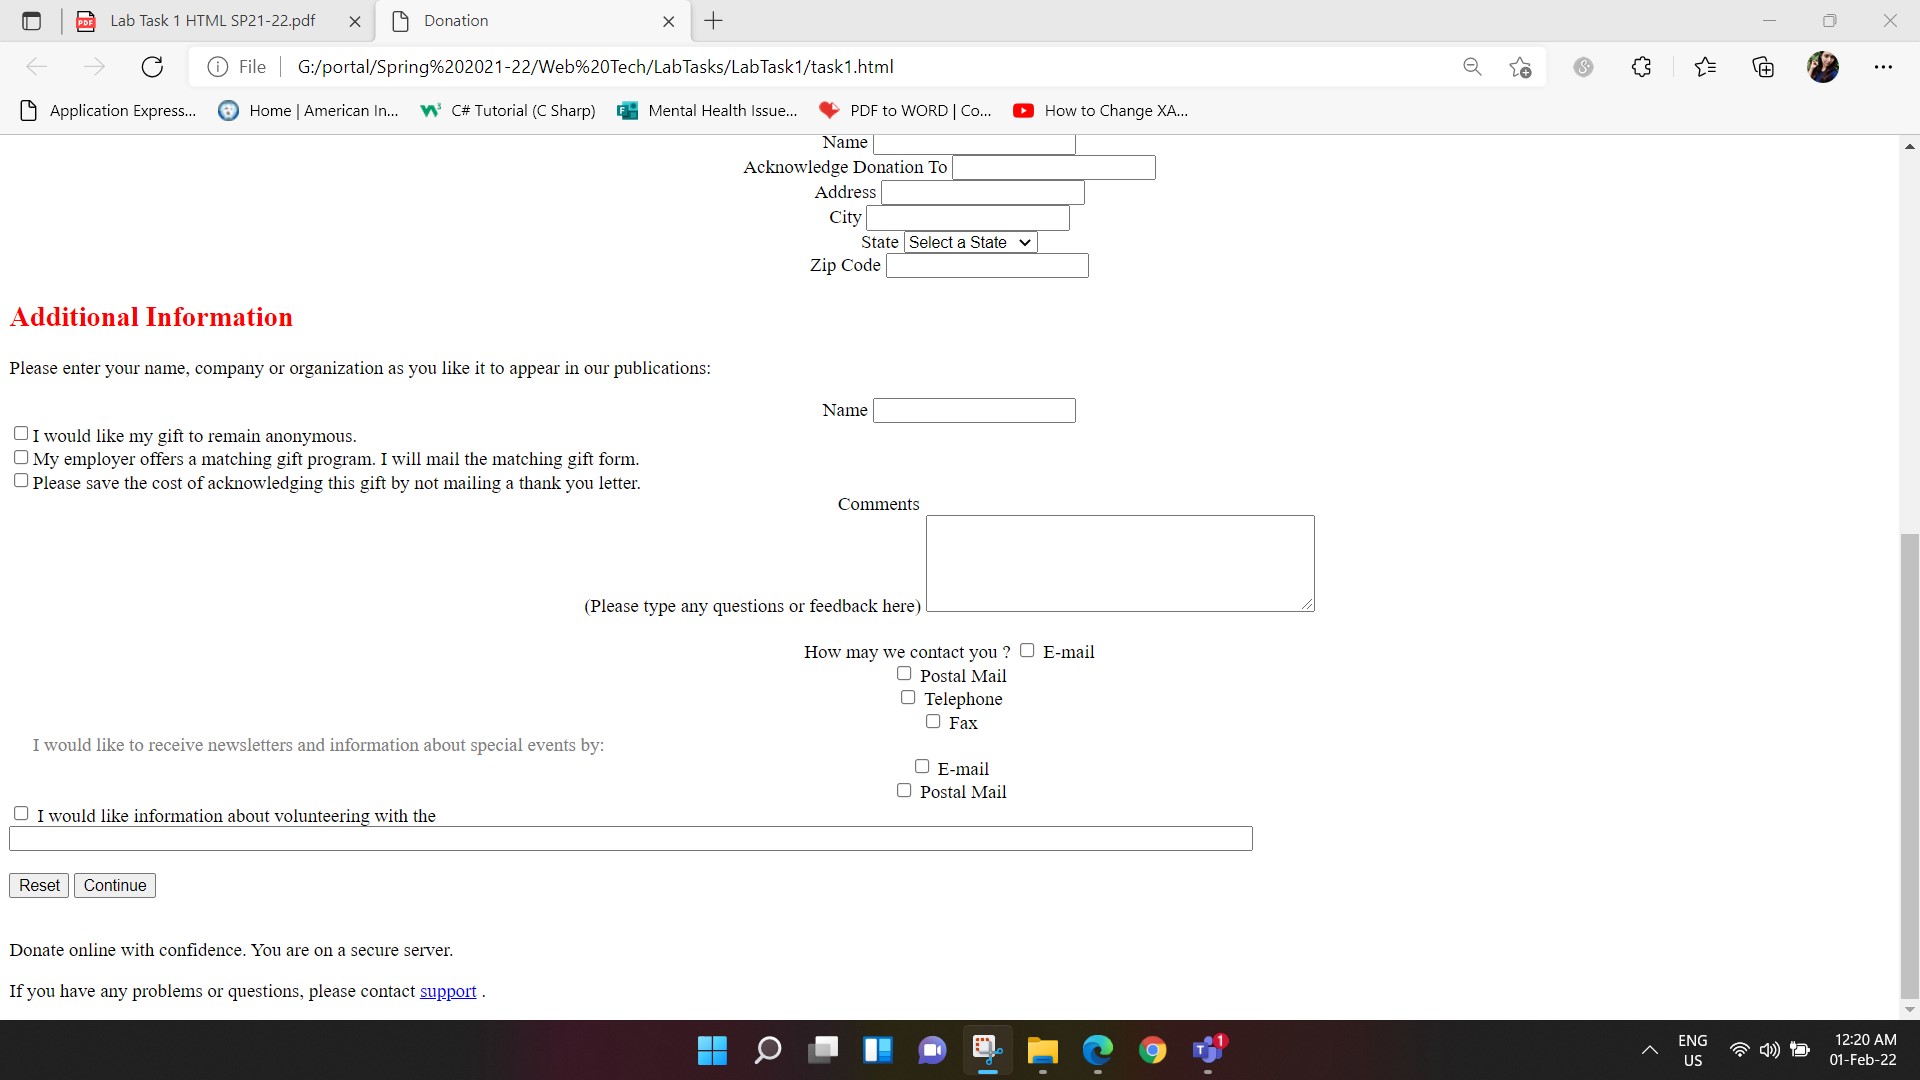 Lab Task 1 HTML SP21-22.pdf
Donation
File
G:/portal/Spring%202021-22/Web%20Tech/LabTasks/LabTask1/task1.html
Application Express...
Home | American In...
C# Tutorial (C Sharp)
Mental Health Issue...
PDF to WORD | Co...
How to Change XA...
Name
Acknowledge Donation To
Address
City
State Select a State
Zip Code
Additional Information
Please enter your name, company or organization as you like it to appear in our publications:
Name
I would like my gift to remain anonymous.
My employer offers a matching gift program. I will mail the matching gift form.
Please save the cost of acknowledging this gift by not mailing a thank you letter.
Comments
(Please type any questions or feedback here)
How may we contact you ? E-mail
Postal Mail
Telephone
Fax
I would like to receive newsletters and information about special events by:
E-mail
Postal Mail
I would like information about volunteering with the
Reset Continue
Donate online with confidence. You are on a secure server.
If you have any problems or questions, please contact support .
1
ENG
US
12:20 AM
01-Feb-22